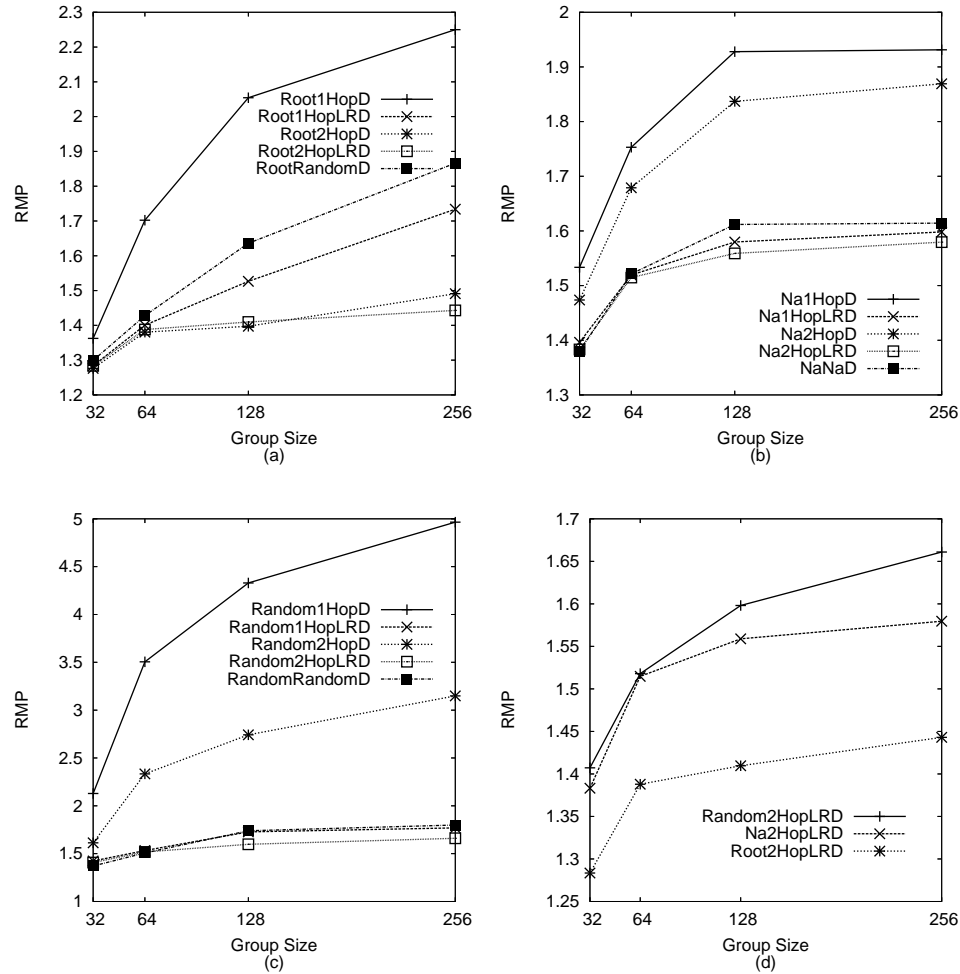 2.3
2.2
2.1
2
1.9
1.8
1.7
1.6
1.5
1.4
1.3
1.2
RMP
Root1HopD
Root1HopLRD
Root2HopD
Root2HopLRD
RootRandomD
32 64 128 256
Group Size
(a)
2
1.9
1.8
1.7
1.6
1.5
1.4
1.3
RMP
Na1HopD
Na1HopLRD
Na2HopD
Na2HopLRD
NaNaD
32 64 128 256
Group Size
(b)
5
4.5
4
3.5
3
2.5
2
1.5
1
RMP
Random1HopD
Random1HopLRD
Random2HopD
Random2HopLRD
RandomRandomD
32 64 128 256
Group Size
(c)
1.7
1.65
1.6
1.55
1.5
1.45
1.4
1.35
1.3
1.25
RMP
Random2HopLRD
Na2HopLRD
Root2HopLRD
32 64 128 256
Group Size
(d)